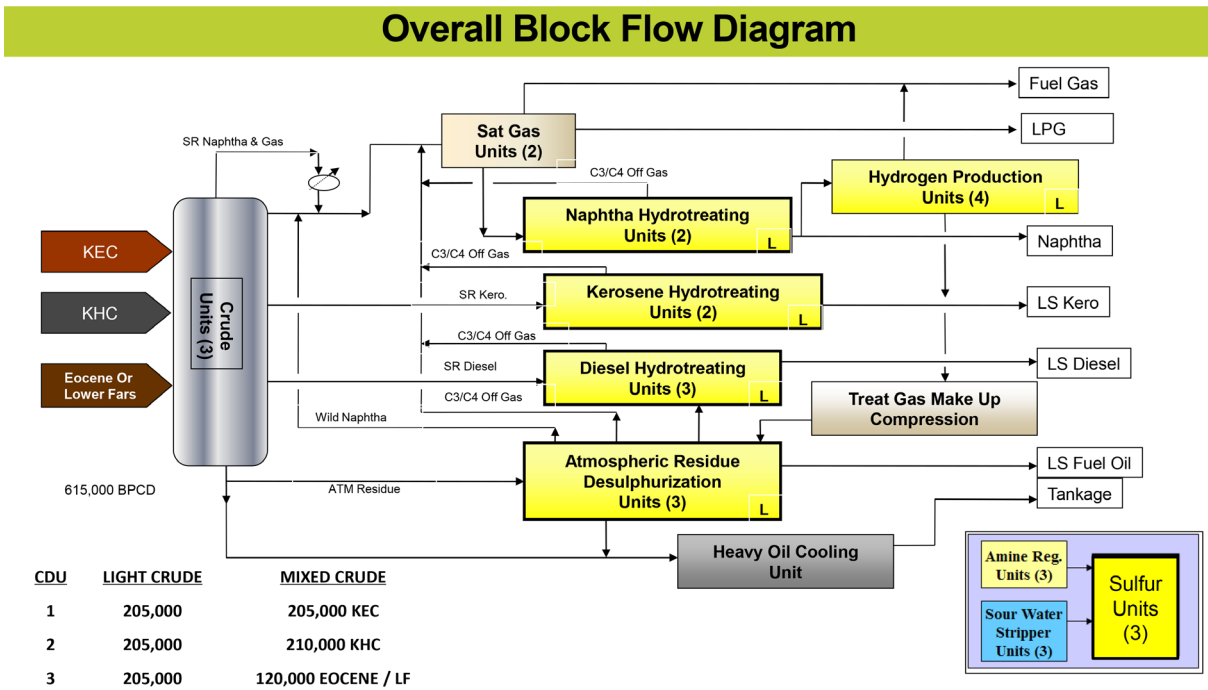 Overall Block Flow Diagram
Fuel Gas
LPG
SR Naphtha & Gas
Sat Gas
Units (2)
C3/C4 Off Gas
Hydrogen Production
Units (4)
L
Naphtha Hydrotreating
Units (2)
L
Naphtha
KEC
C3/C4 Off Gas
Kerosene Hydrotreating
Units (2)
L
SR Kero.
LS Kero
KHC
Crude
Units (3)
C3/C4 Off Gas
Diesel Hydrotreating
Units (3)
L
SR Diesel
LS Diesel
Eocene Or
Lower Fars
C3/C4 Off Gas
Treat Gas Make Up
Compression
Wild Naphtha
Atmospheric Residue
Desulphurization
Units (3)
L
LS Fuel Oil
Tankage
615,000 BPCD
ATM Residue
Heavy Oil Cooling
Unit
Amine Reg.
Units (3)
Sour Water
Stripper
Units (3)
Sulfur
Units
(3)
CDU LIGHT CRUDE MIXED CRUDE
1 205,000 205,000 KEC
2 205,000 210,000 KHC
3 205,000 120,000 EOCENE / LF